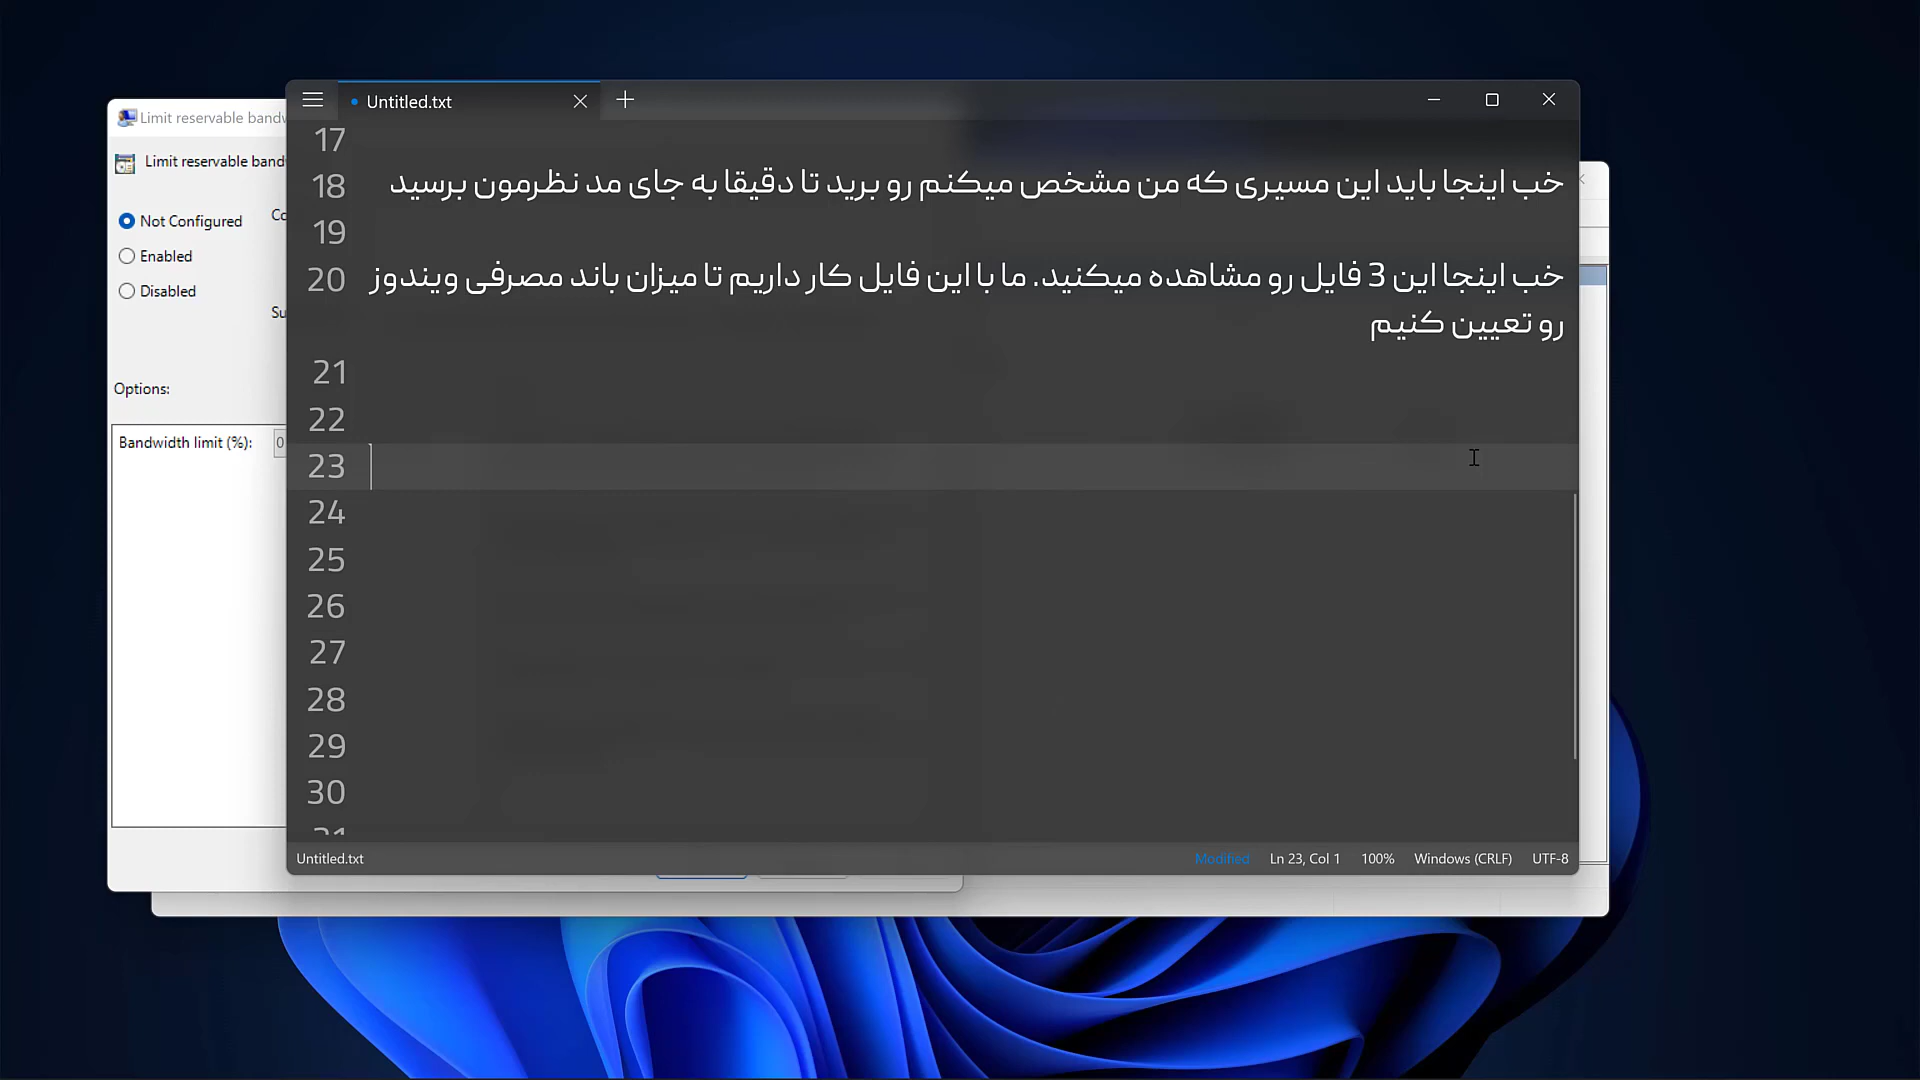 Untitled.txt
Limit reservable bandw
Limit reservable band
Not Configured
Co
Enabled
Disabled
Su
Options:
Bandwidth limit (%):
0
17
18
خب اینجا باید این مسیری که من مشخص میکنم رو برید تا دقیقا به جای مد نظرمون برسید
19
20
خب اینجا این 3 فایل رو مشاهده میکنید. ما با این فایل کار داریم تا میزان باند مصرفی ویندوز
رو تعیین کنیم
21
22
23
24
25
26
27
28
29
30
31
Untitled.txt
Modified
Ln 23, Col 1
100%
Windows (CRLF)
UTF-8